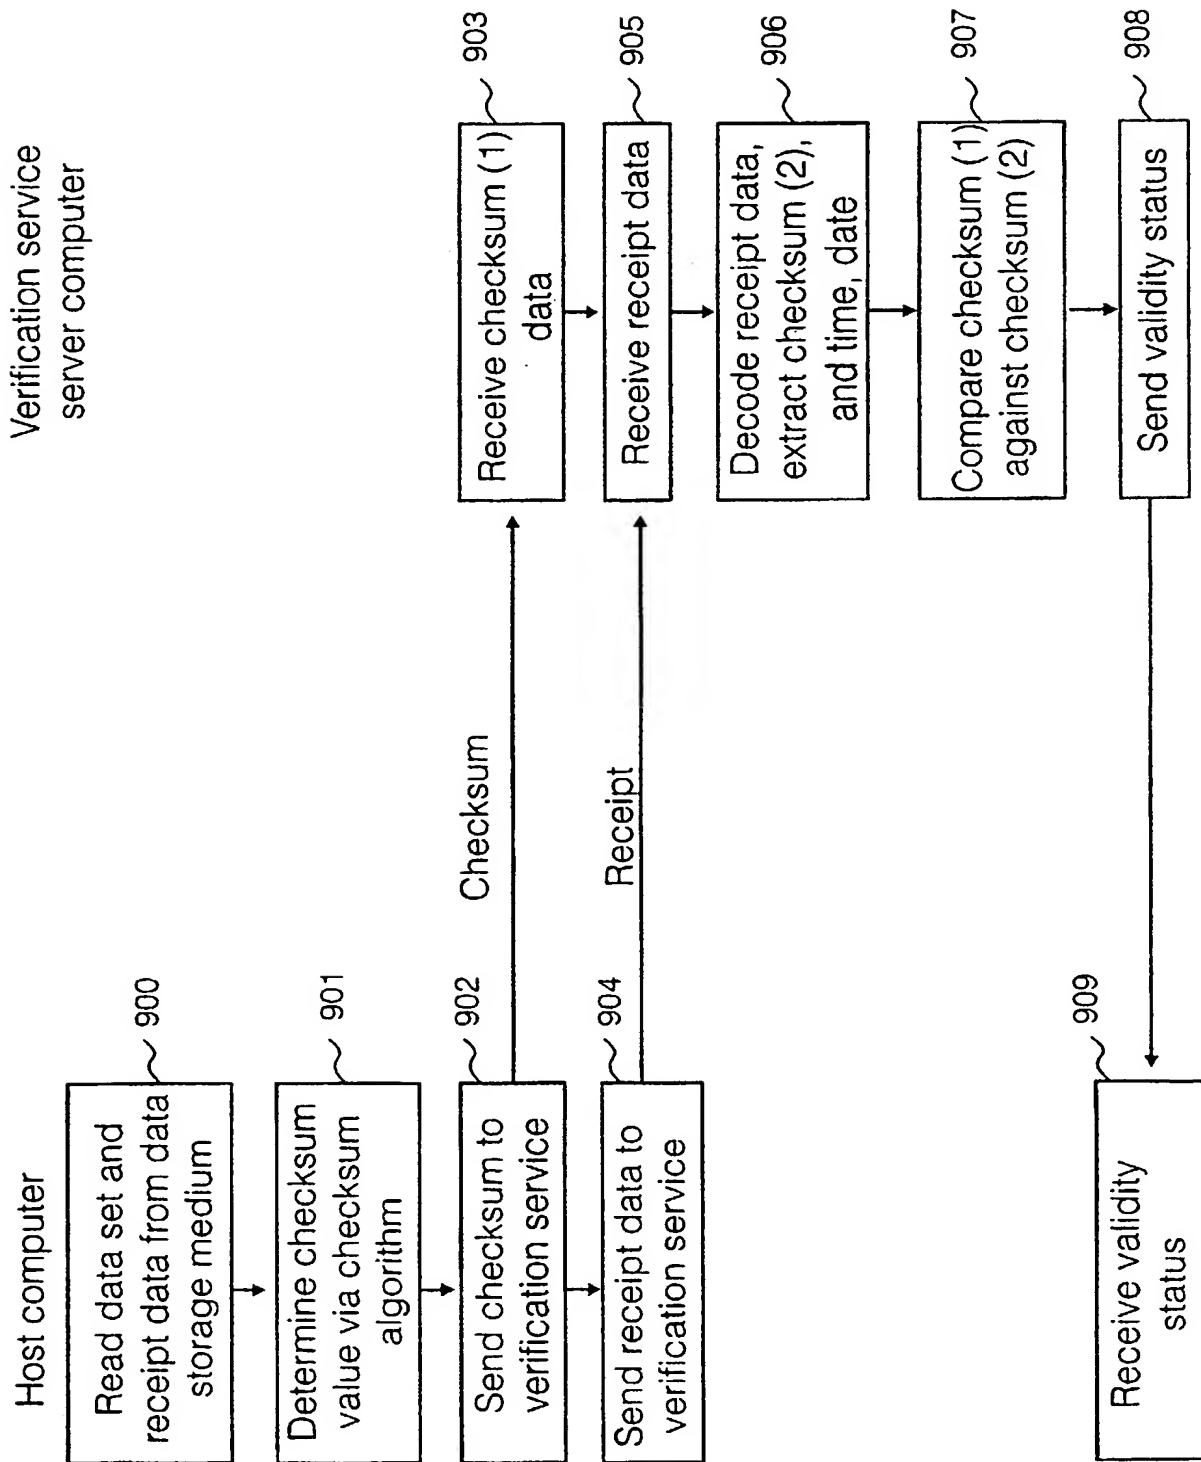 Host computer
Read data set and
receipt data from data
storage medium
900
Determine checksum
value via checksum
algorithm
901
Send checksum to
verification service
902
Send receipt data to
verification service
904
Receive validity
status
909
Checksum
Receipt
Verification service
server computer
Receive checksum (1)
data
903
Receive receipt data
905
Decode receipt data,
extract checksum (2),
and time, date
906
Compare checksum (1)
against checksum (2)
907
Send validity status
908